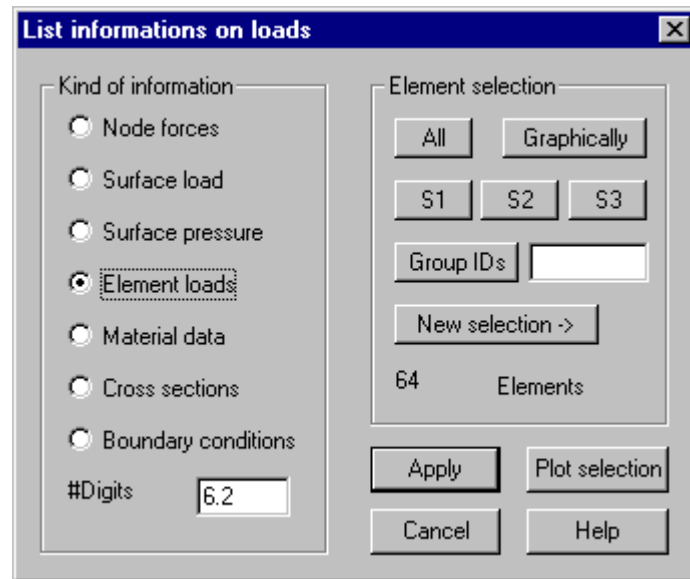 List informations on loads
Kind of information
Node forces
Surface load
Surface pressure
Element loads
Material data
Cross sections
Boundary conditions
#Digits 6.2
Element selection
All Graphically
S1 S2 S3
Group IDs
New selection ->
64 Elements
Apply Plot selection
Cancel Help